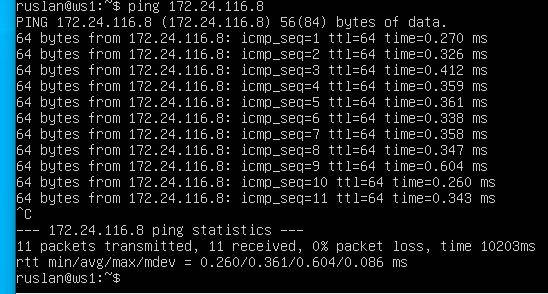 ruslan@ws1:~$ ping 172.24.116.8
PING 172.24.116.8 (172.24.116.8) 56(84) bytes of data.
64 bytes from 172.24.116.8: icmp_seq=1 ttl=64 time=0.270 ms
64 bytes from 172.24.116.8: icmp_seq=2 ttl=64 time=0.326 ms
64 bytes from 172.24.116.8: icmp_seq=3 ttl=64 time=0.412 ms
64 bytes from 172.24.116.8: icmp_seq=4 ttl=64 time=0.359 ms
64 bytes from 172.24.116.8: icmp_seq=5 ttl=64 time=0.361 ms
64 bytes from 172.24.116.8: icmp_seq=6 ttl=64 time=0.338 ms
64 bytes from 172.24.116.8: icmp_seq=7 ttl=64 time=0.358 ms
64 bytes from 172.24.116.8: icmp_seq=8 ttl=64 time=0.347 ms
64 bytes from 172.24.116.8: icmp_seq=9 ttl=64 time=0.604 ms
64 bytes from 172.24.116.8: icmp_seq=10 ttl=64 time=0.260 ms
64 bytes from 172.24.116.8: icmp_seq=11 ttl=64 time=0.343 ms
^C
--- 172.24.116.8 ping statistics ---
11 packets transmitted, 11 received, 0% packet loss, time 10203ms
rtt min/avg/max/mdev = 0.260/0.361/0.604/0.086 ms
ruslan@ws1:~$